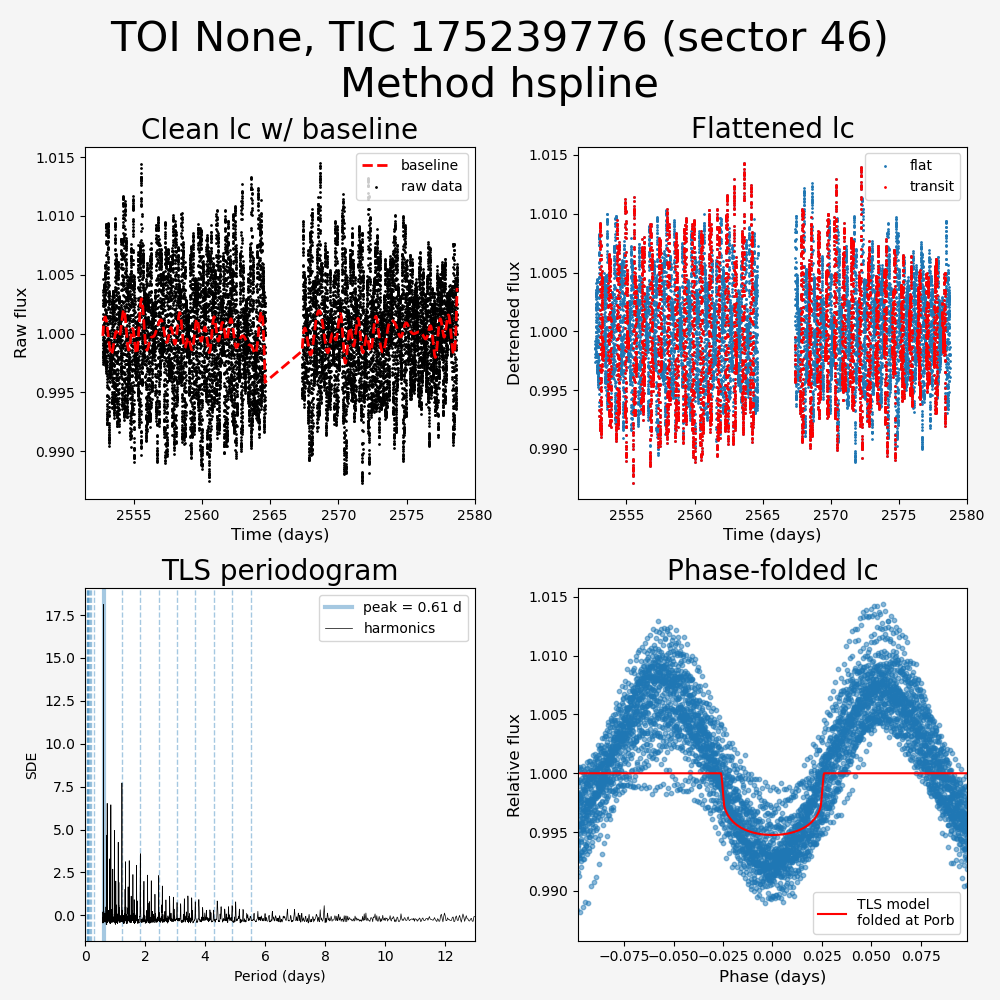 TOI None, TIC 175239776 (sector 46)
Method hspline
Clean lc w/ baseline
Flattened lc
1.015
1.010
1.005
1.000
0.995
0.990
Raw flux
baseline
raw data
2555
2560
2565
2570
2575
2580
Time (days)
1.015
1.010
1.005
1.000
0.995
0.990
Detrended flux
flat
transit
2555
2560
2565
2570
2575
2580
Time (days)
TLS periodogram
Phase-folded lc
17.5
15.0
12.5
10.0
7.5
5.0
2.5
0.0
SDE
peak = 0.61 d
harmonics
0
2
4
6
8
10
12
Period (days)
1.015
1.010
1.005
1.000
0.995
0.990
Relative flux
TLS model
folded at Porb
−0.075
−0.050
−0.025
0.000
0.025
0.050
0.075
Phase (days)